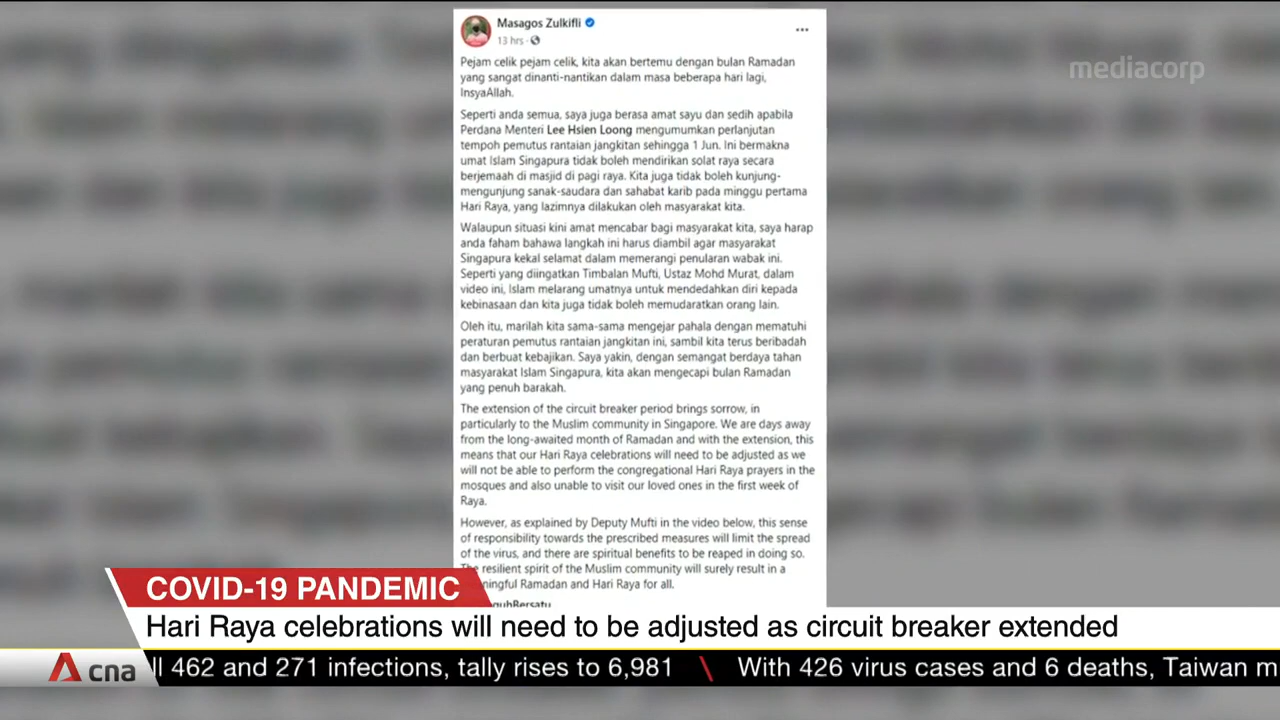 Masagos Zulkifli
13 hrs ·
mediacorp
Pejam celik pejam celik, kita akan bertemu dengan bulan Ramadan
yang sangat dinanti-nantikan dalam masa beberapa hari lagi,
InsyaAllah.
Seperti anda semua, saya juga berasa amat sayu dan sedih apabila
Perdana Menteri Lee Hsien Loong mengumumkan perlanjutan
tempoh pemutus rantaian jangkitan sehingga 1 Jun. Ini bermakna
umat Islam Singapura tidak boleh mendirikan solat raya secara
berjemaah di masjid di pagi raya. Kita juga tidak boleh kunjung-
mengunjung sanak-saudara dan sahabat karib pada minggu pertama
Hari Raya, yang lazimnya dilakukan oleh masyarakat kita.
Walaupun situasi kini amat mencabar bagi masyarakat kita, saya harap
anda faham bahawa langkah ini harus diambil agar masyarakat
Singapura kekal selamat dalam memerangi penularan wabak ini.
Seperti yang diingatkan Timbalan Mufti, Ustaz Mohd Murat, dalam
video ini, Islam melarang umatnya untuk mendedahkan diri kepada
kebinasaan dan kita juga tidak boleh memudaratkan orang lain.
Oleh itu, marilah kita sama-sama mengejar pahala dengan mematuhi
peraturan pemutus rantaian jangkitan ini, sambil kita terus beribadah
dan berbuat kebajikan. Saya yakin, dengan semangat berdaya tahan
masyarakat Islam Singapura, kita akan mengecapi bulan Ramadan
yang penuh barakah.
The extension of the circuit breaker period brings sorrow, in
particularly to the Muslim community in Singapore. We are days away
from the long-awaited month of Ramadan and with the extension, this
means that our Hari Raya celebrations will need to be adjusted as we
will not be able to perform the congregational Hari Raya prayers in the
mosques and also unable to visit our loved ones in the first week of
Raya.
However, as explained by Deputy Mufti in the video below, this sense
of responsibility towards the prescribed measures will limit the spread
of the virus, and there are spiritual benefits to be reaped in doing so.
The resilient spirit of the Muslim community will surely result in a
ningful Ramadan and Hari Raya for all.
COVID-19 PANDEMIC
Hari Raya celebrations will need to be adjusted as circuit breaker extended
cna
ll 462 and 271 infections, tally rises to 6,981 \ With 426 virus cases and 6 deaths, Taiwan m